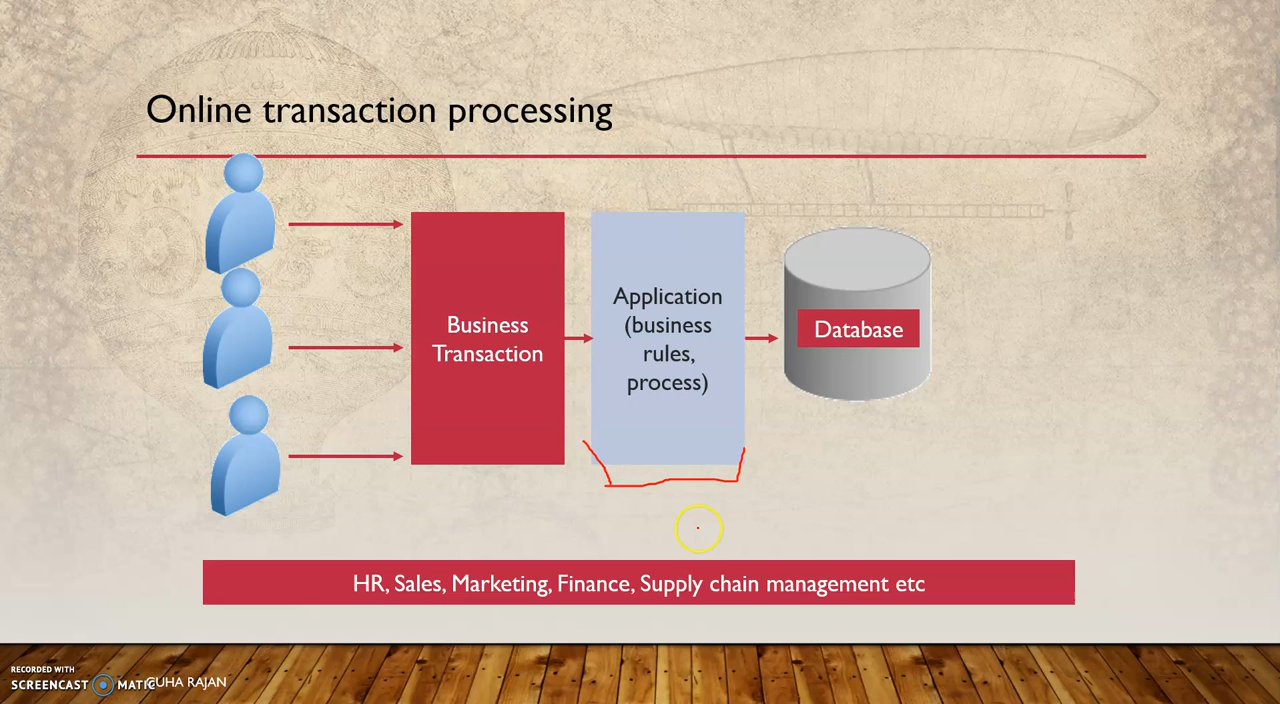 Online transaction processing
Business
Transaction
Application
(business
rules,
process)
Database
HR, Sales, Marketing, Finance, Supply chain management etc
RECORDED WITH
SCREENCAST MATIC
RAJAN